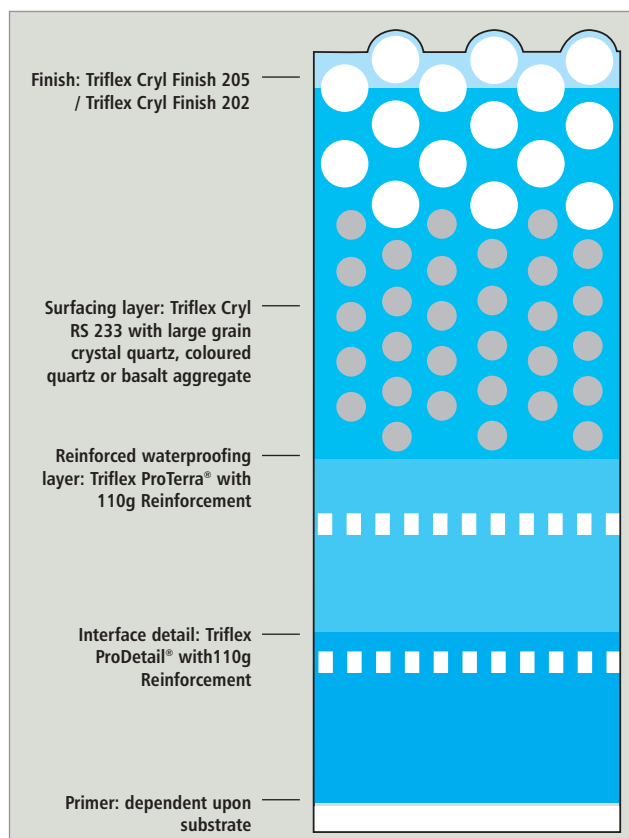 Finish: Triflex Cryl Finish 205
/ Triflex Cryl Finish 202
Surfacing layer: Triflex Cryl
RS 233 with large grain
crystal quartz, coloured
quartz or basalt aggregate
Reinforced waterproofing
layer: Triflex ProTerra® with
110g Reinforcement
Interface detail: Triflex
ProDetail® with110g
Reinforcement
Primer: dependent upon
substrate